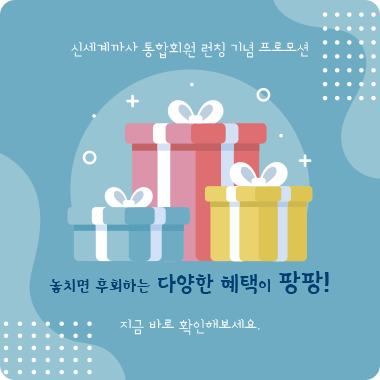 신세계까사 통합회원 런칭 기념 프로모션
놓치면 후회하는 다양한 혜택이 팡팡!
지금 바로 확인해보세요.